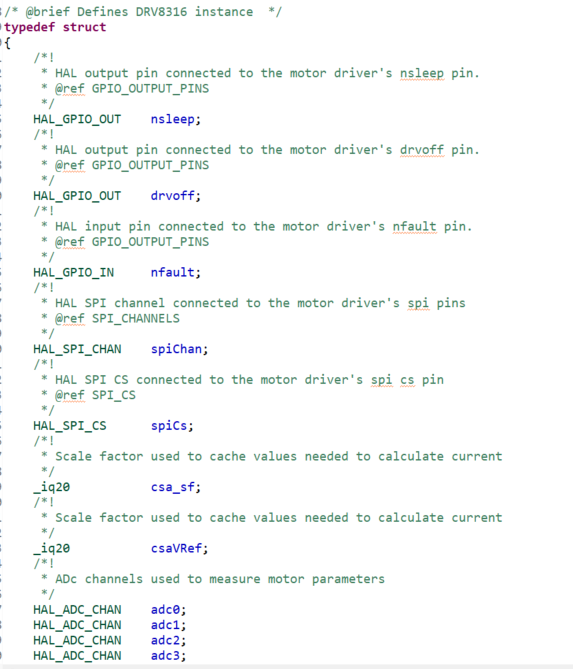 /* @brief Defines DRV8316 instance  */
typedef struct
{
    /*!
     * HAL output pin connected to the motor driver's nsleep pin.
     * @ref GPIO_OUTPUT_PINS
     */
    HAL_GPIO_OUT    nsleep;
    /*!
     * HAL output pin connected to the motor driver's drvoff pin.
     * @ref GPIO_OUTPUT_PINS
     */
    HAL_GPIO_OUT    drvoff;
    /*!
     * HAL input pin connected to the motor driver's nfault pin.
     * @ref GPIO_OUTPUT_PINS
     */
    HAL_GPIO_IN     nfault;
    /*!
     * HAL SPI channel connected to the motor driver's spi pins
     * @ref SPI_CHANNELS
     */
    HAL_SPI_CHAN    spiChan;
    /*!
     * HAL SPI CS connected to the motor driver's spi cs pin
     * @ref SPI_CS
     */
    HAL_SPI_CS      spiCs;
    /*!
     * Scale factor used to cache values needed to calculate current
     */
    _iq20           csa_sf;
    /*!
     * Scale factor used to cache values needed to calculate current
     */
    _iq20           csaVRef;
    /*!
     * ADc channels used to measure motor parameters
     */
    HAL_ADC_CHAN    adc0;
    HAL_ADC_CHAN    adc1;
    HAL_ADC_CHAN    adc2;
    HAL_ADC_CHAN    adc3;